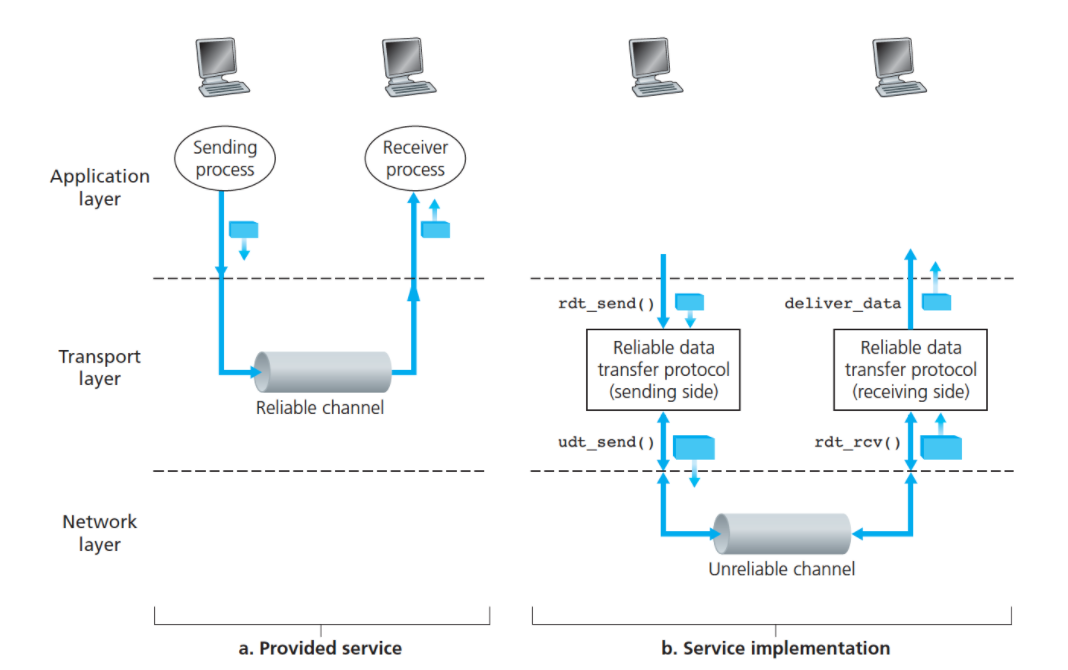 Sending
process
Receiver
process
Application
layer
rdt_send()
deliver_data
Transport
layer
Reliable channel
Reliable data
transfer protocol
(sending side)
Reliable data
transfer protocol
(receiving side)
udt_send()
rdt_rcv()
Network
layer
Unreliable channel
a. Provided service
b. Service implementation